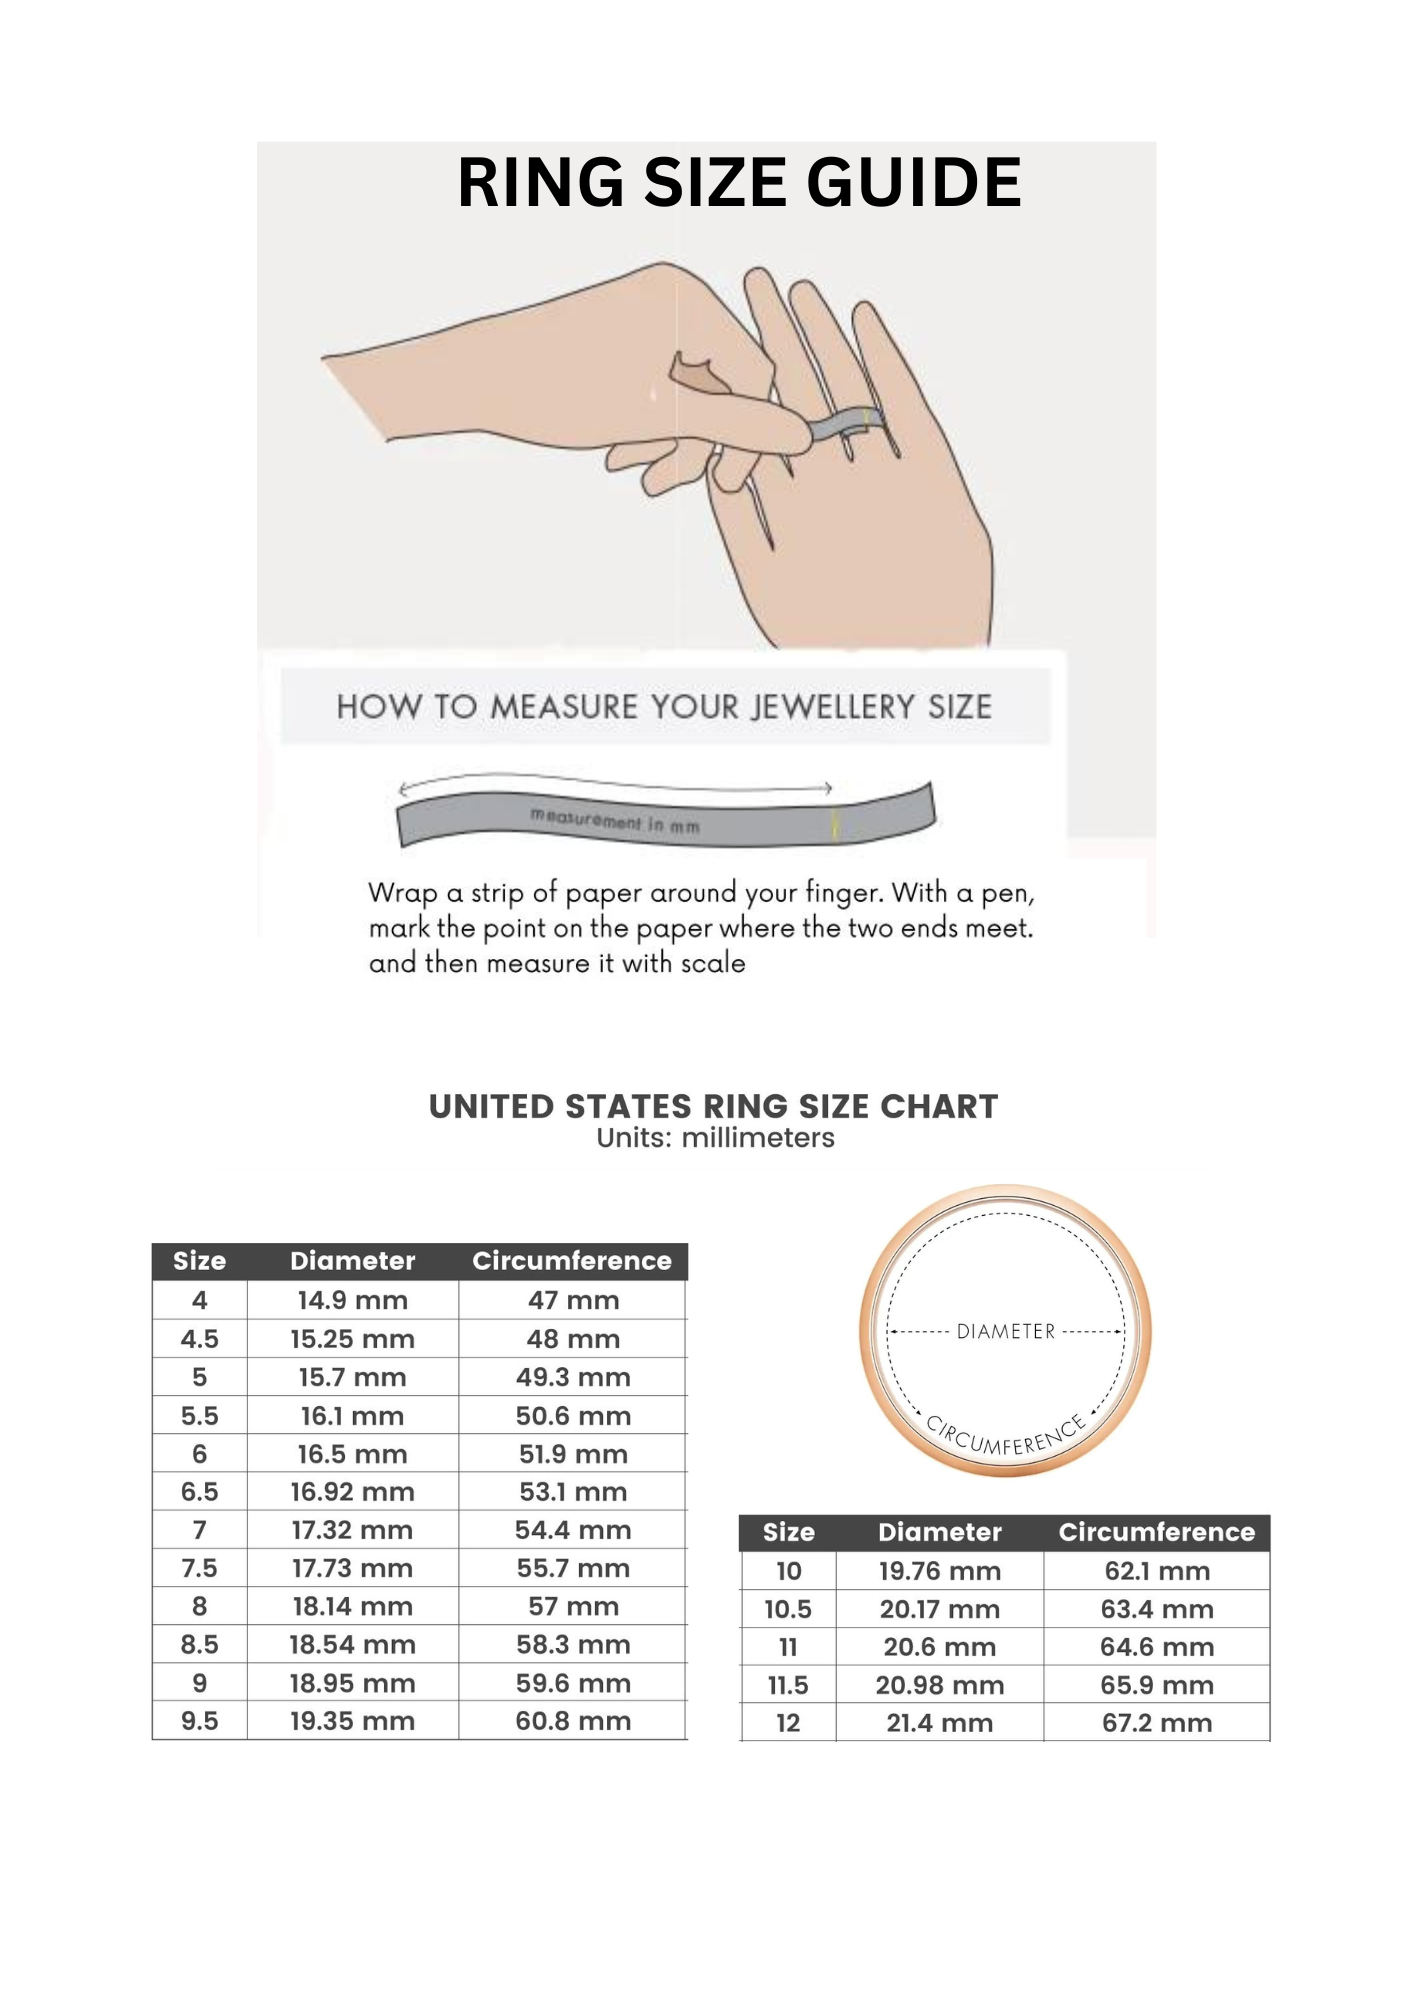 RING SIZE GUIDE
HOW TO MEASURE YOUR JEWELLERY SIZE
measurement in mm
Wrap a strip of paper around your finger. With a pen,
mark the point on the paper where the two ends meet.
and then measure it with scale
UNITED STATES RING SIZE CHART
Units: millimeters
Size Diameter Circumference
4 14.9 mm 47 mm
4.5 15.25 mm 48 mm
5 15.7 mm 49.3 mm
5.5 16.1 mm 50.6 mm
6 16.5 mm 51.9 mm
6.5 16.92 mm 53.1 mm
7 17.32 mm 54.4 mm
7.5 17.73 mm 55.7 mm
8 18.14 mm 57 mm
8.5 18.54 mm 58.3 mm
9 18.95 mm 59.6 mm
9.5 19.35 mm 60.8 mm
DIAMETER
CIRCUMFERENCE
Size Diameter Circumference
10 19.76 mm 62.1 mm
10.5 20.17 mm 63.4 mm
11 20.6 mm 64.6 mm
11.5 20.98 mm 65.9 mm
12 21.4 mm 67.2 mm